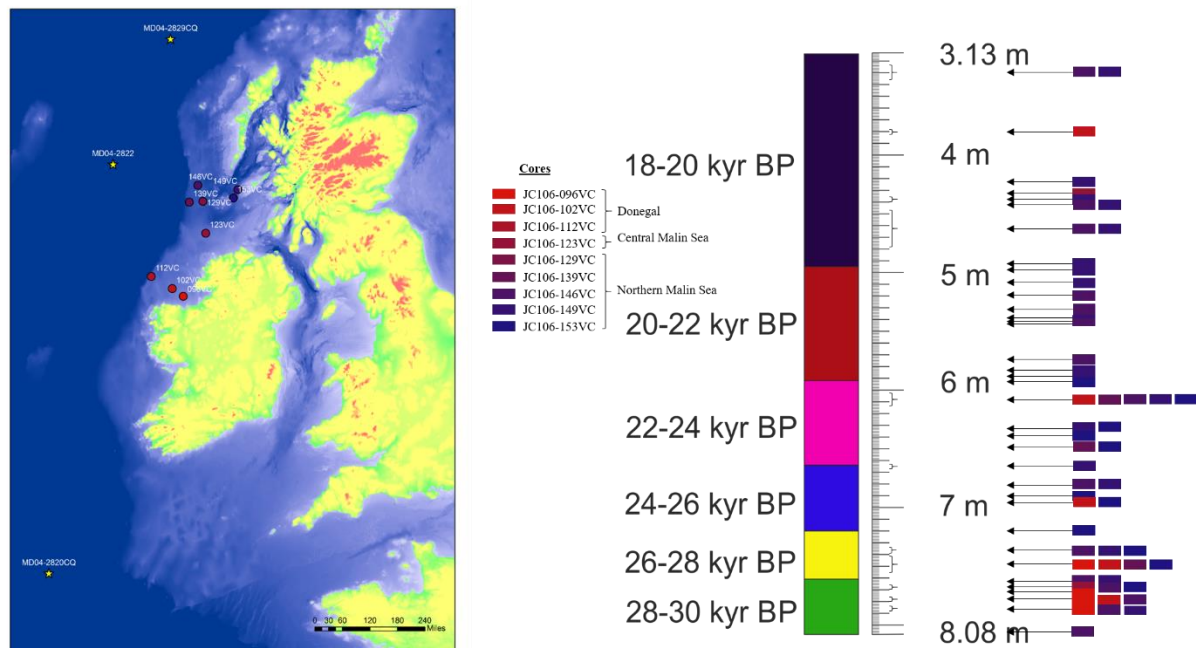 MD04-2829CQ
MD04-2822
146VC
149VC
153VC
139VC
129VC
123VC
112VC
102VC
096VC
MD04-2820CQ
0 30 60 120 180 240
Miles
Cores
JC106-096VC
JC106-102VC
JC106-112VC
JC106-123VC
JC106-129VC
JC106-139VC
JC106-146VC
JC106-149VC
JC106-153VC
Donegal
Central Malin Sea
Northern Malin Sea
18-20 kyr BP
20-22 kyr BP
22-24 kyr BP
24-26 kyr BP
26-28 kyr BP
28-30 kyr BP
3.13 m
4 m
5 m
6 m
7 m
8.08 m